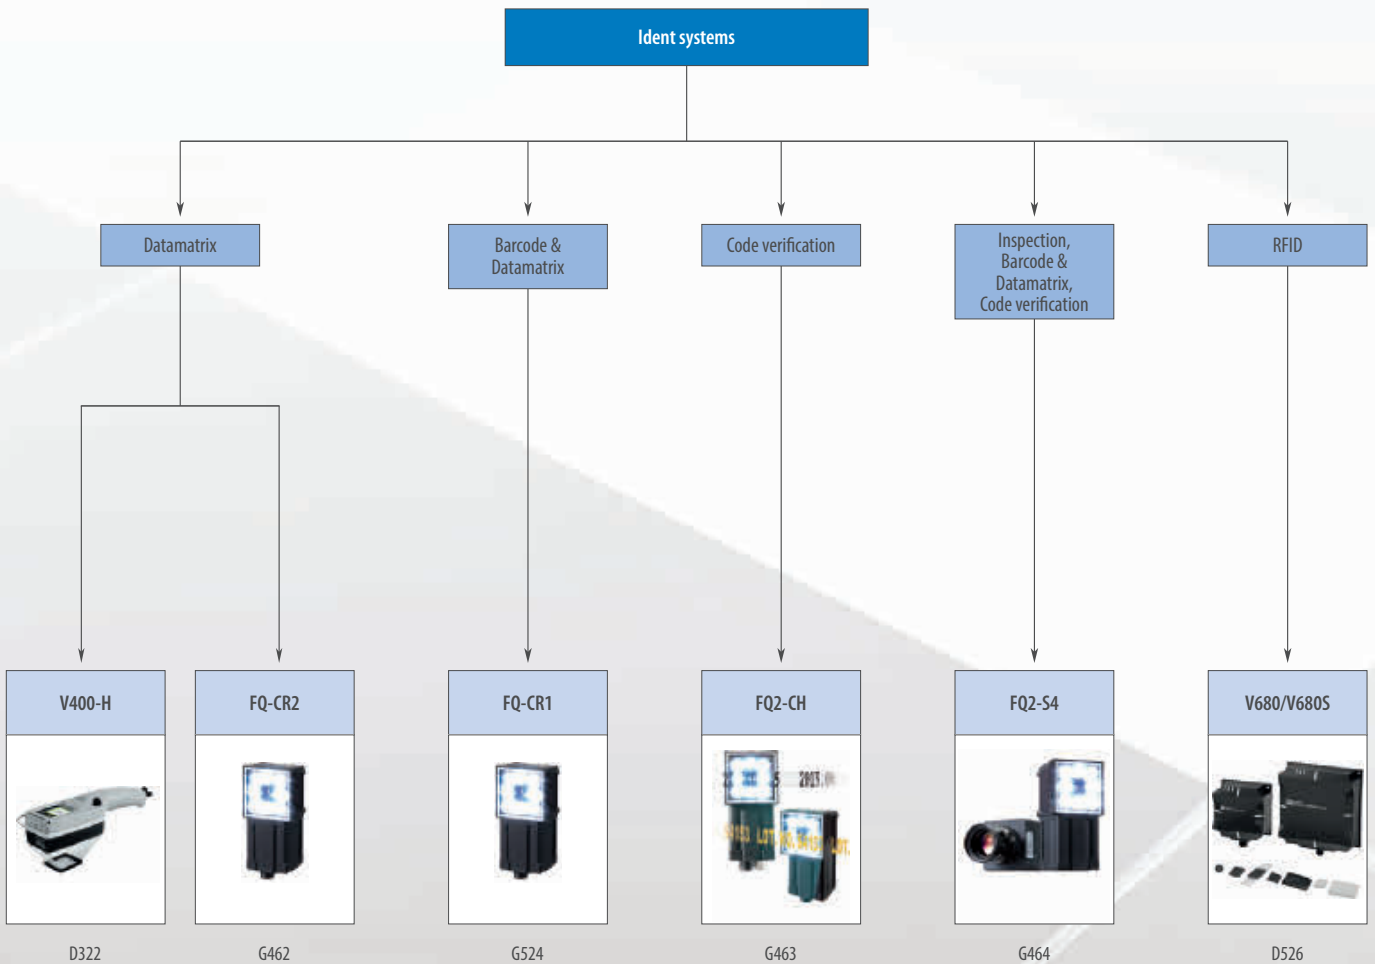 Ident systems
Datamatrix
Barcode &
Datamatrix
Code verification
Inspection,
Barcode &
Datamatrix,
Code verification
RFID
V400-H
FQ-CR2
FQ-CR1
FQ2-CH
FQ2-S4
V680/V680S
D322
G462
G524
G463
G464
D526